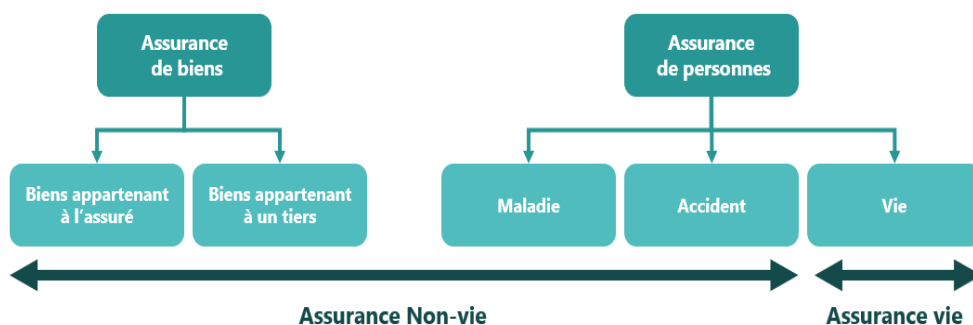 Assurance
de biens
Assurance
de personnes
Biens appartenant
à l'assuré
Biens appartenant
à un tiers
Maladie
Accident
Vie
Assurance Non-vie
Assurance vie